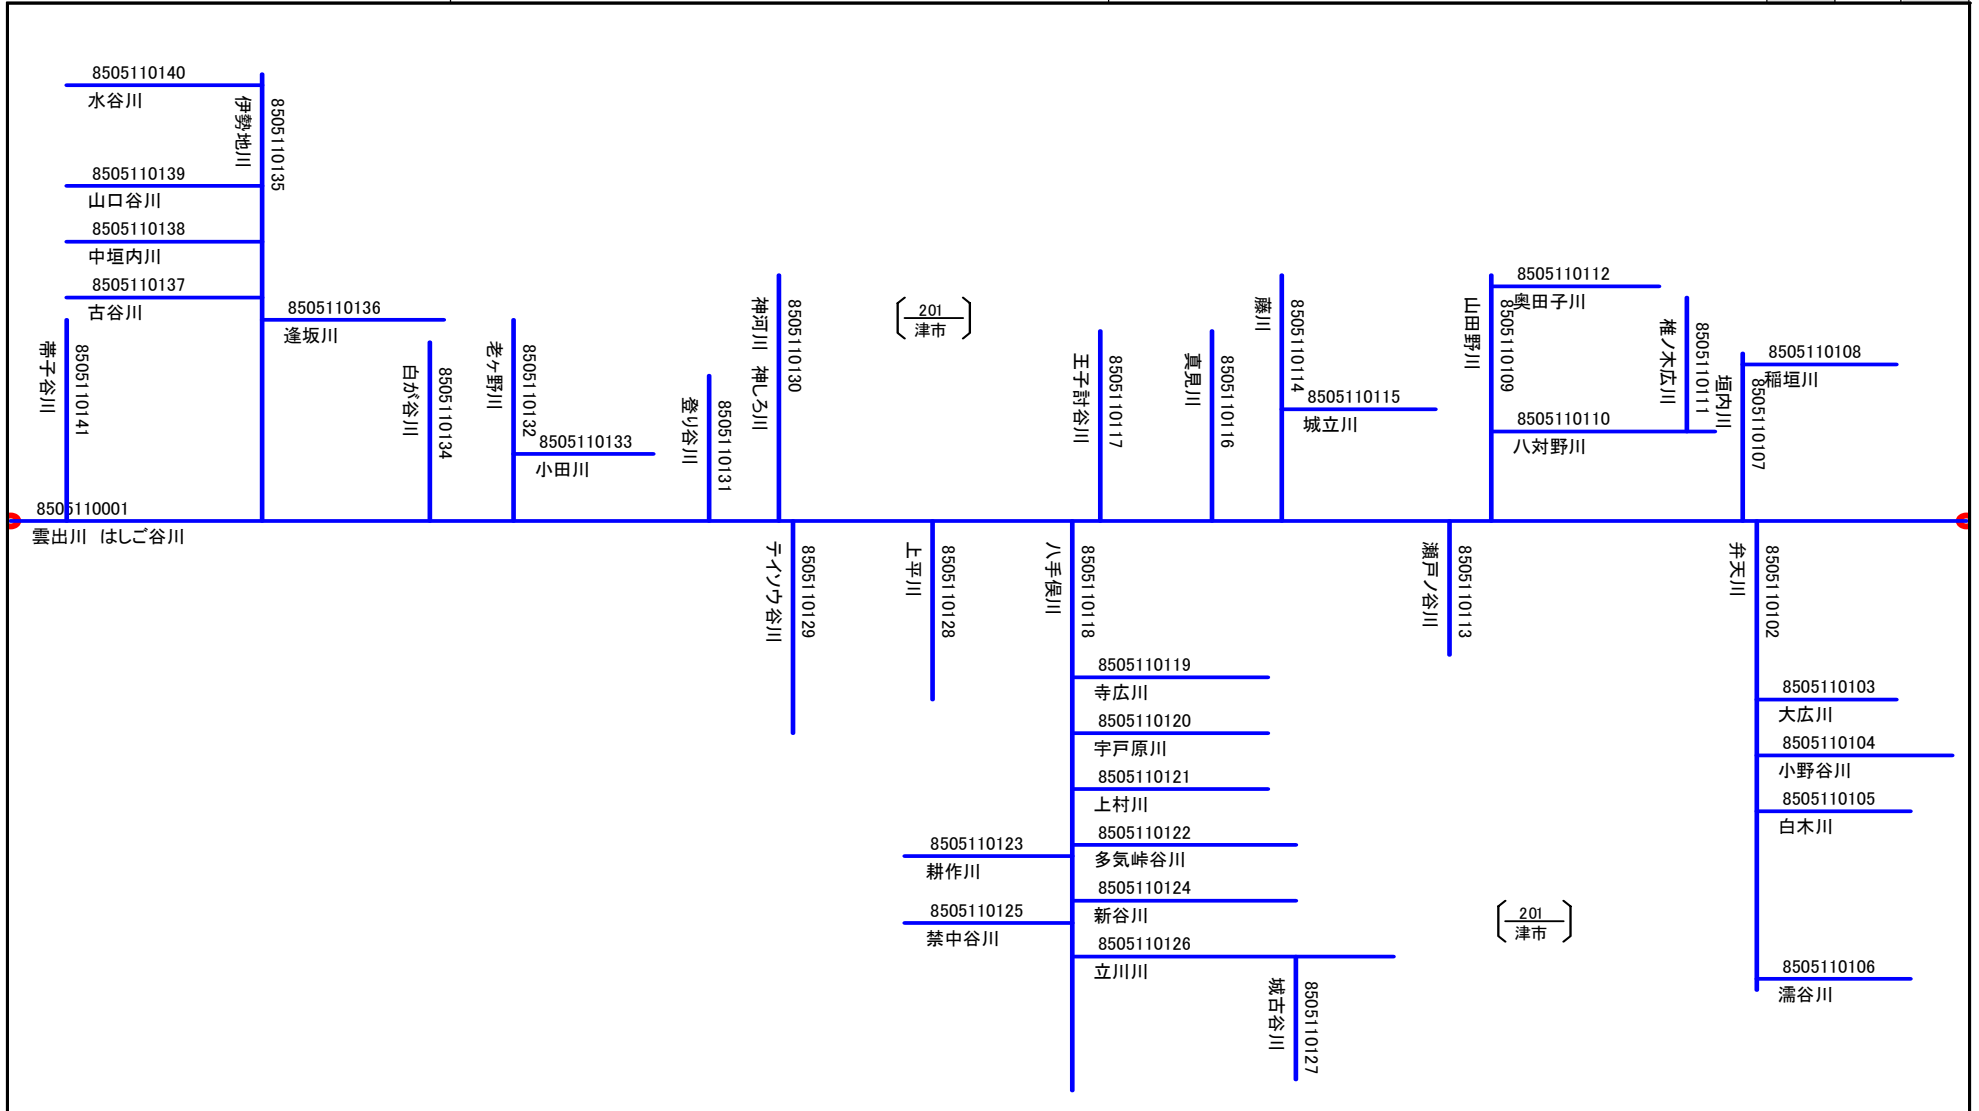 8505110140
水谷川
伊勢地川
8505110135
8505110139
山口谷川
8505110138
中垣内川
8505110137
古谷川
8505110136
逢坂川
帯子谷川
8505110141
白が谷川
8505110134
老ヶ野川
8505110132
8505110133
小田川
登り谷川
8505110131
神河川 神しろ川
8505110130
201
津市
王子討谷川
8505110117
真見川
8505110116
藤川
8505110114
8505110115
城立川
山田野川
8505110109
8505110112
奥田子川
8505110110
八対野川
椎ノ木広川
8505110111
垣内川
8505110107
8505110108
稲垣川
8505110001
雲出川 はしご谷川
テイソウ谷川
8505110129
上平川
8505110128
八手俣川
8505110118
瀬戸ノ谷川
8505110113
弁天川
8505110102
8505110119
寺広川
8505110120
宇戸原川
8505110121
上村川
8505110122
多気峠谷川
8505110123
耕作川
8505110124
新谷川
8505110125
禁中谷川
8505110126
立川川
城古谷川
8505110127
8505110103
大広川
8505110104
小野谷川
8505110105
白木川
201
津市
8505110106
濡谷川